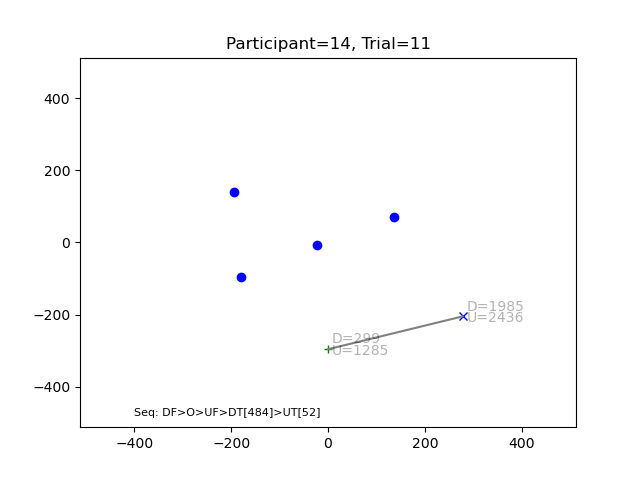 Participant=14, Trial=11
400
200
0
−200
−400
D=1985
U=2436
D=299
U=1285
Seq: DF>O>UF>DT[484]>UT[52]
−400
−200
0
200
400